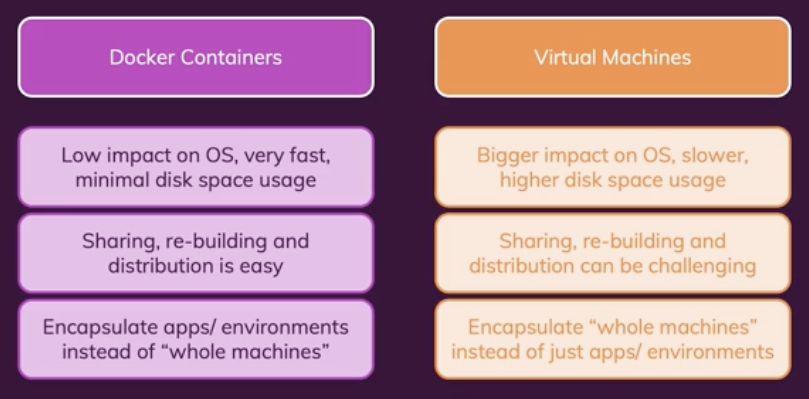 Docker Containers
Virtual Machines
Low impact on OS, very fast,
minimal disk space usage
Bigger impact on OS, slower,
higher disk space usage
Sharing, re-building and
distribution is easy
Sharing, re-building and
distribution can be challenging
Encapsulate apps/ environments
instead of “whole machines”
Encapsulate “whole machines”
instead of just apps/ environments